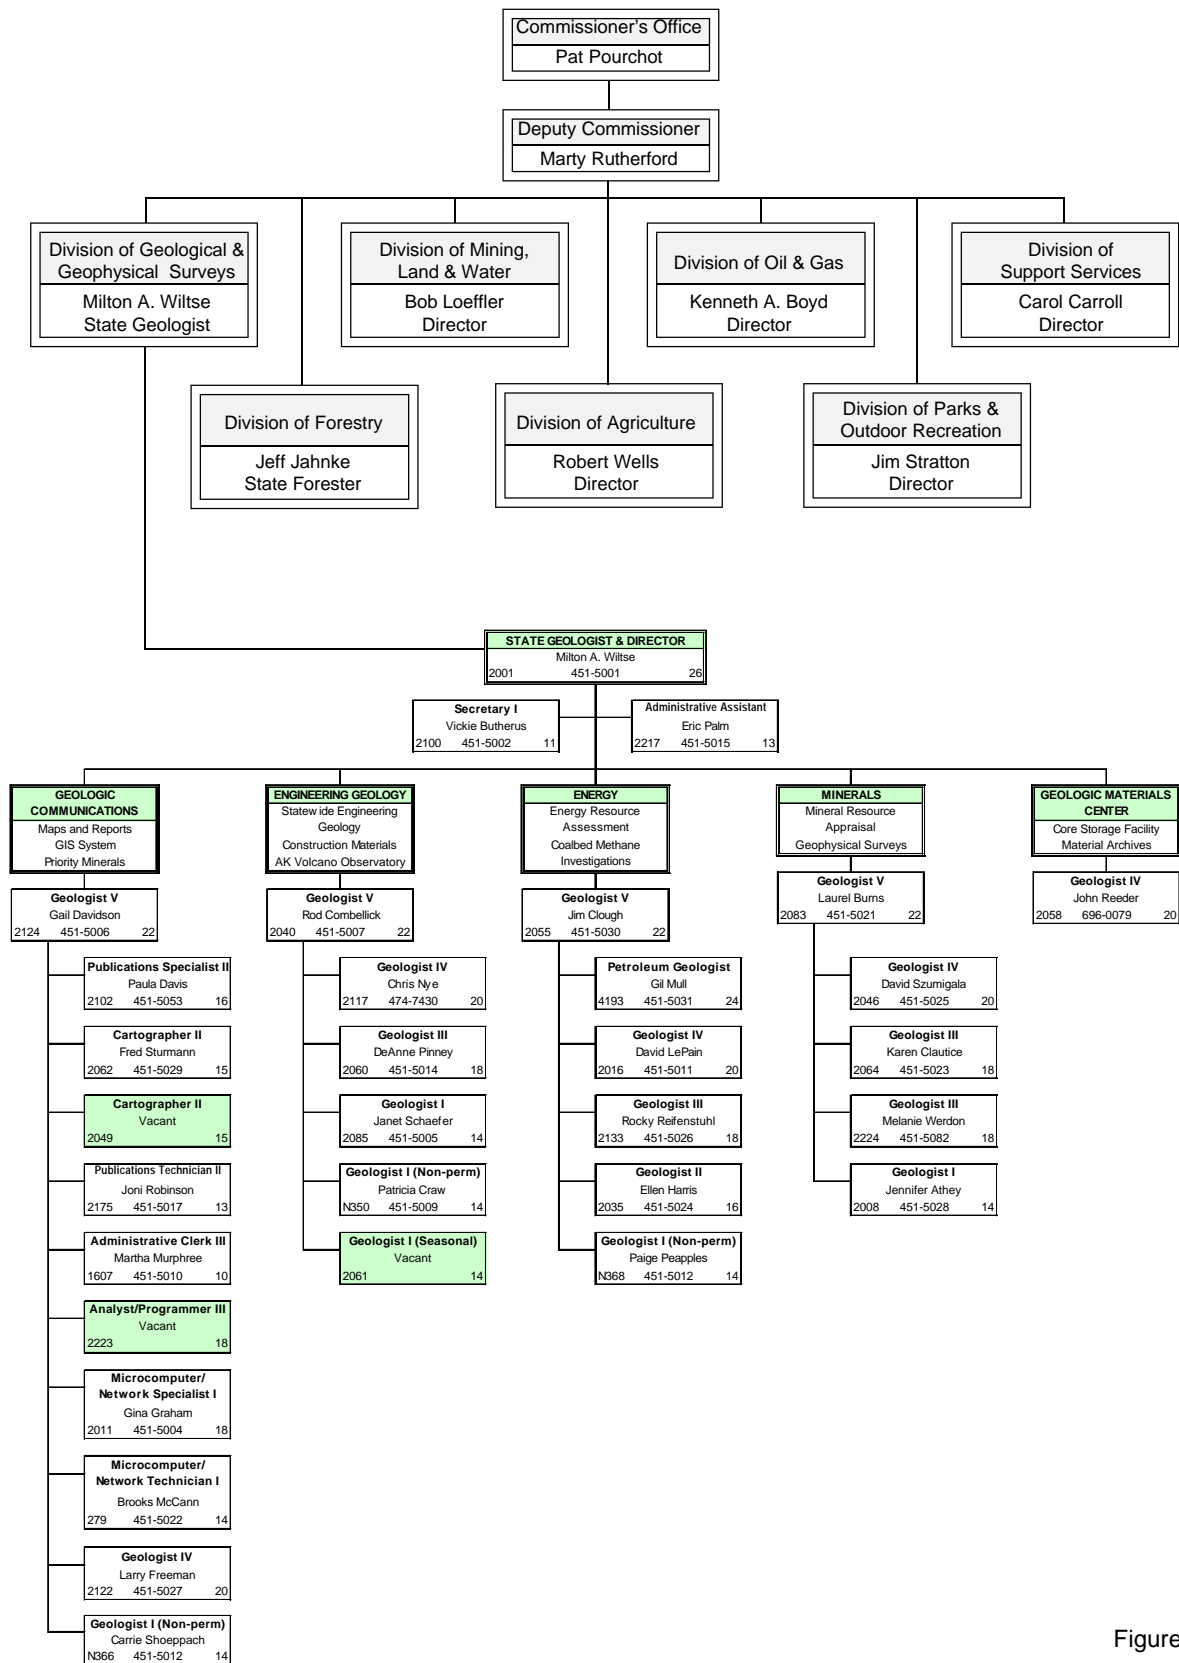 Commissioner's Office
Pat Pourchot
Deputy Commissioner
Marty Rutherford
Division of Geological &
Geophysical Surveys
Milton A. Wiltse
State Geologist
Division of Mining,
Land & Water
Bob Loeffler
Director
Division of Oil & Gas
Kenneth A. Boyd
Director
Division of
Support Services
Carol Carroll
Director
Division of Forestry
Jeff Jahnke
State Forester
Division of Agriculture
Robert Wells
Director
Division of Parks &
Outdoor Recreation
Jim Stratton
Director
STATE GEOLOGIST & DIRECTOR
Milton A. Wiltse
2001 451-5001 26
Secretary I
Vickie Butherus
2100 451-5002 11
Administrative Assistant
Eric Palm
2217 451-5015 13
GEOLOGIC
COMMUNICATIONS
Maps and Reports
GIS System
Priority Minerals
Geologist V
Gail Davidson
2124 451-5006 22
Publications Specialist II
Paula Davis
2102 451-5053 16
Cartographer II
Fred Sturmann
2062 451-5029 15
Cartographer II
Vacant
2049 15
Publications Technician II
Joni Robinson
2175 451-5017 13
Administrative Clerk III
Martha Murphree
1607 451-5010 10
Analyst/Programmer III
Vacant
2223 18
Microcomputer/
Network Specialist I
Gina Graham
2011 451-5004 18
Microcomputer/
Network Technician I
Brooks McCann
279 451-5022 14
Geologist IV
Larry Freeman
2122 451-5027 20
Geologist I (Non-perm)
Carrie Shoeppach
N366 451-5012 14
ENGINEERING GEOLOGY
Statewide Engineering
Geology
Construction Materials
AK Volcano Observatory
Geologist V
Rod Combellick
2040 451-5007 22
Geologist IV
Chris Nye
2117 474-7430 20
Geologist III
DeAnne Pinney
2060 451-5014 18
Geologist I
Janet Schaefer
2085 451-5005 14
Geologist I (Non-perm)
Patricia Craw
N350 451-5009 14
Geologist I (Seasonal)
Vacant
2061 14
ENERGY
Energy Resource
Assessment
Coalbed Methane
Investigations
Geologist V
Jim Clough
2055 451-5030 22
Petroleum Geologist
Gil Mull
4193 451-5031 24
Geologist IV
David LePain
2016 451-5011 20
Geologist III
Rocky Reifenstuhl
2133 451-5026 18
Geologist II
Ellen Harris
2035 451-5024 16
Geologist I (Non-perm)
Paige Peapples
N368 451-5012 14
MINERALS
Mineral Resource
Appraisal
Geophysical Surveys
Geologist V
Laurel Burns
2083 451-5021 22
Geologist IV
David Szumigala
2046 451-5025 20
Geologist III
Karen Clautice
2064 451-5023 18
Geologist III
Melanie Werdon
2224 451-5082 18
Geologist I
Jennifer Athey
2008 451-5028 14
GEOLOGIC MATERIALS
CENTER
Core Storage Facility
Material Archives
Geologist IV
John Reeder
2058 696-0079 20
Figure